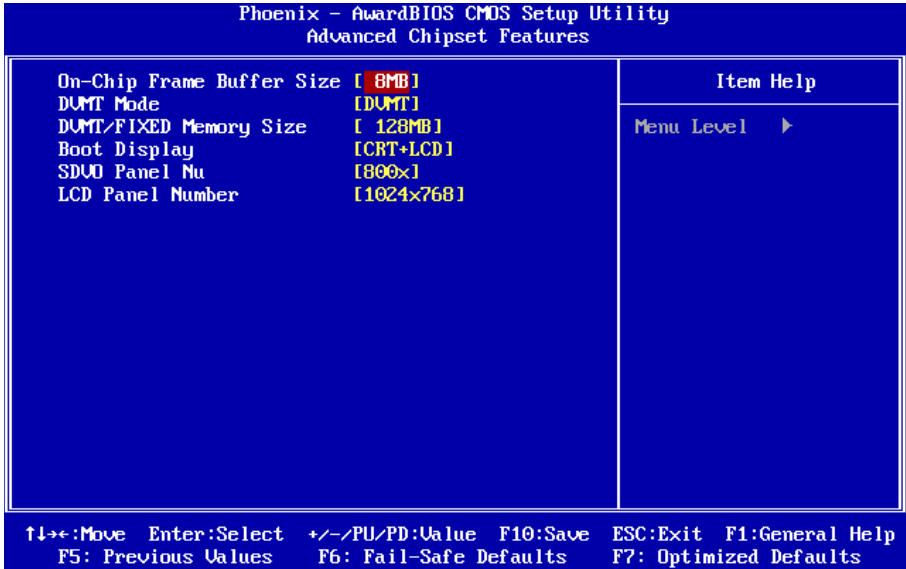 Phoenix - AwardBIOS CMOS Setup Utility
Advanced Chipset Features
On-Chip Frame Buffer Size [ 8MB]
DVMT Mode [DVMT]
DVMT/FIXED Memory Size [ 128MB]
Boot Display [CRT+LCD]
SDVO Panel Nu [800x]
LCD Panel Number [1024x768]
Item Help
Menu Level ▶
↑↓→←:Move Enter:Select +/-/PU/PD:Value F10:Save ESC:Exit F1:General Help
F5: Previous Values F6: Fail-Safe Defaults F7: Optimized Defaults